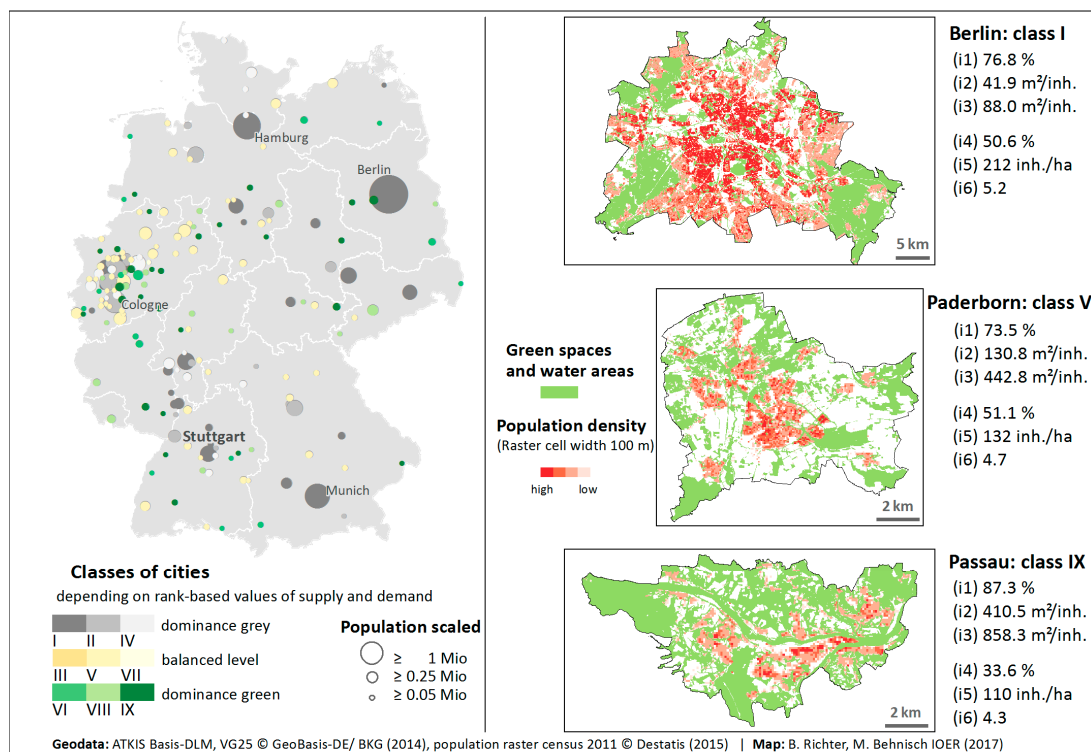 Hamburg
Berlin
Cologne
Stuttgart
Munich
Classes of cities
depending on rank-based values of supply and demand
I II IV
dominance grey
III V VII
balanced level
VI VIII IX
dominance green
Population scaled
≥ 1 Mio
≥ 0.25 Mio
≥ 0.05 Mio
Green spaces
and water areas
Population density
(Raster cell width 100 m)
high low
5 km
Berlin: class I
(i1) 76.8 %
(i2) 41.9 m²/inh.
(i3) 88.0 m²/inh.
(i4) 50.6 %
(i5) 212 inh./ha
(i6) 5.2
2 km
Paderborn: class V
(i1) 73.5 %
(i2) 130.8 m²/inh.
(i3) 442.8 m²/inh.
(i4) 51.1 %
(i5) 132 inh./ha
(i6) 4.7
2 km
Passau: class IX
(i1) 87.3 %
(i2) 410.5 m²/inh.
(i3) 858.3 m²/inh.
(i4) 33.6 %
(i5) 110 inh./ha
(i6) 4.3
Geodata: ATKIS Basis-DLM, VG25 © GeoBasis-DE/ BKG (2014), population raster census 2011 © Destatis (2015) | Map: B. Richter, M. Behnisch IOER (2017)